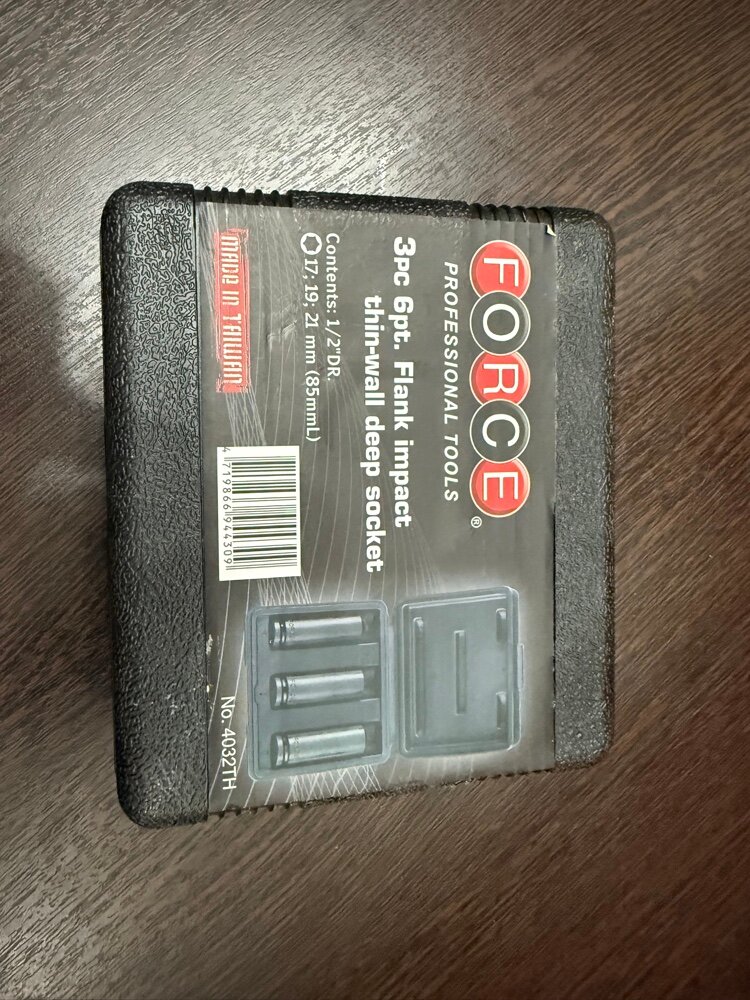 FORCE®
PROFESSIONAL TOOLS
3pc 6pt. Flank impact
thin-wall deep socket
Contents: 1/2"DR.
17; 19; 21 mm (85mmL)
MADE IN TAIWAN
4 719866 944309
No. 4032TH